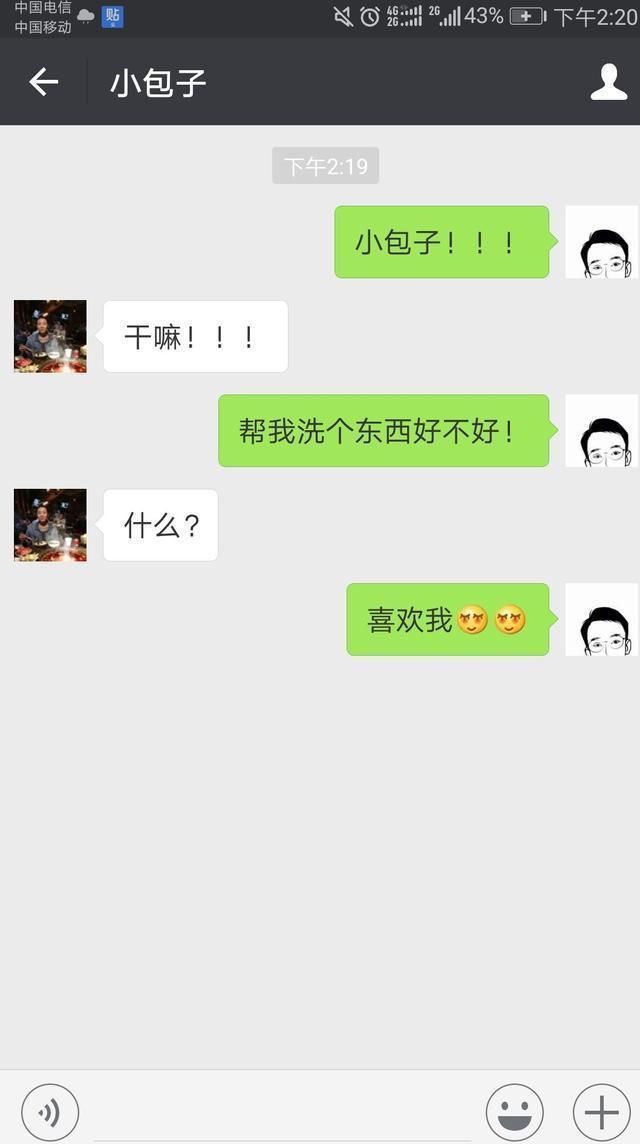 中国电信
中国移动
贴
4G
2G
2G
43%
下午2:20
小包子
下午2:19
小包子！！！
干嘛！！！
帮我洗个东西好不好！
什么？
喜欢我😏😏